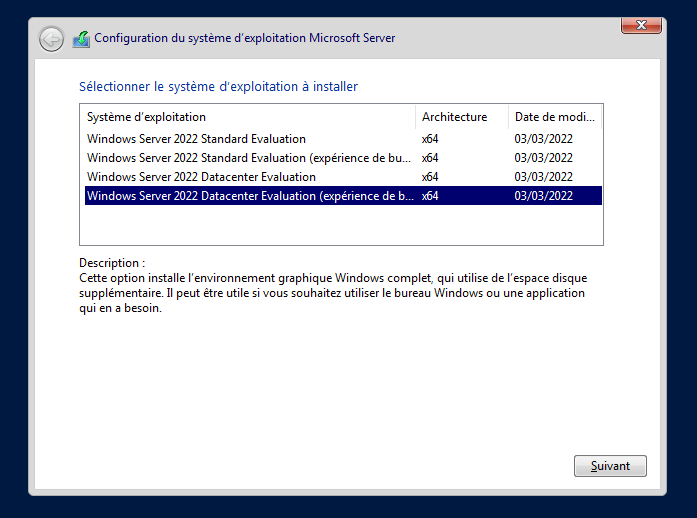 Configuration du système d'exploitation Microsoft Server
Sélectionner le système d'exploitation à installer
Système d'exploitation Architecture Date de modi...
Windows Server 2022 Standard Evaluation x64 03/03/2022
Windows Server 2022 Standard Evaluation (expérience de bu... x64 03/03/2022
Windows Server 2022 Datacenter Evaluation x64 03/03/2022
Windows Server 2022 Datacenter Evaluation (expérience de b... x64 03/03/2022
Description :
Cette option installe l'environnement graphique Windows complet, qui utilise de l'espace disque
supplémentaire. Il peut être utile si vous souhaitez utiliser le bureau Windows ou une application
qui en a besoin.
Suivant